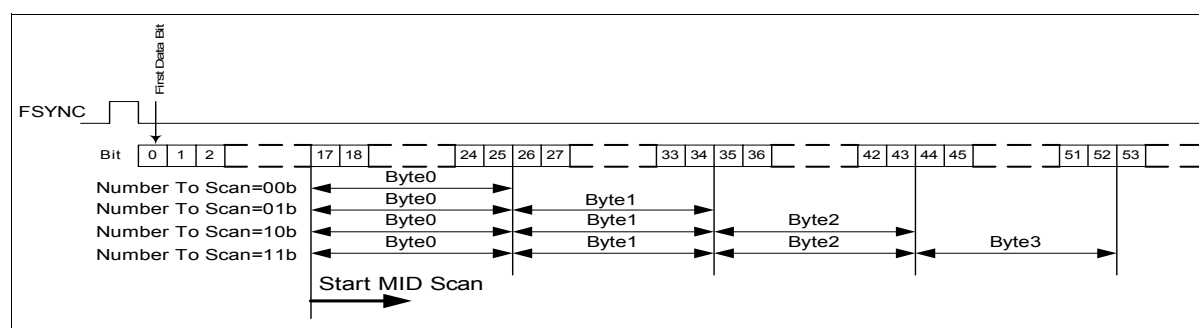 First Data Bit
FSYNC
Bit 0 1 2 17 18 24 25 26 27 33 34 35 36 42 43 44 45 51 52 53
Number To Scan=00b Byte0
Number To Scan=01b Byte0 Byte1
Number To Scan=10b Byte0 Byte1 Byte2
Number To Scan=11b Byte0 Byte1 Byte2 Byte3
Start MID Scan